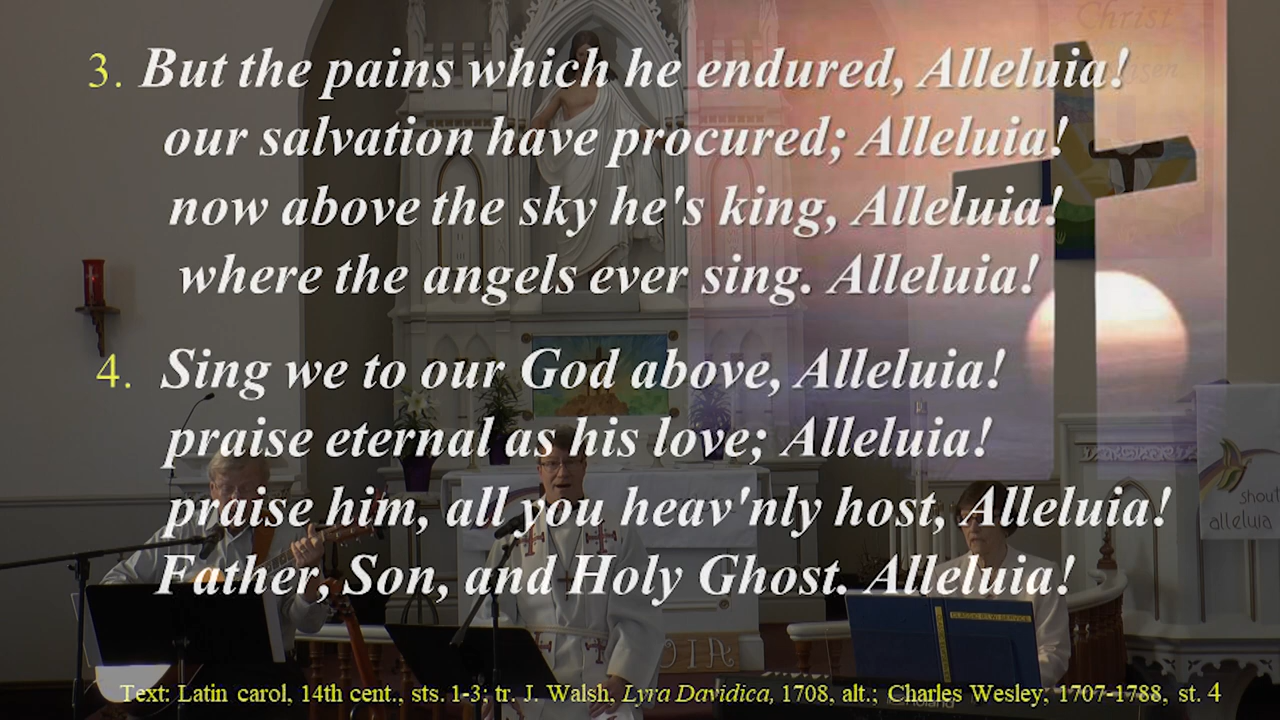 Christ
isen
3. But the pains which he endured, Alleluia!
our salvation have procured; Alleluia!
now above the sky he's king, Alleluia!
where the angels ever sing. Alleluia!
4. Sing we to our God above, Alleluia!
praise eternal as his love; Alleluia!
praise him, all you heav'nly host, Alleluia!
Father, Son, and Holy Ghost. Alleluia!
shout
alleluia
Text: Latin carol, 14th cent., sts. 1-3; tr. J. Walsh, Lyra Davidica, 1708, alt.; Charles Wesley, 1707-1788, st. 4